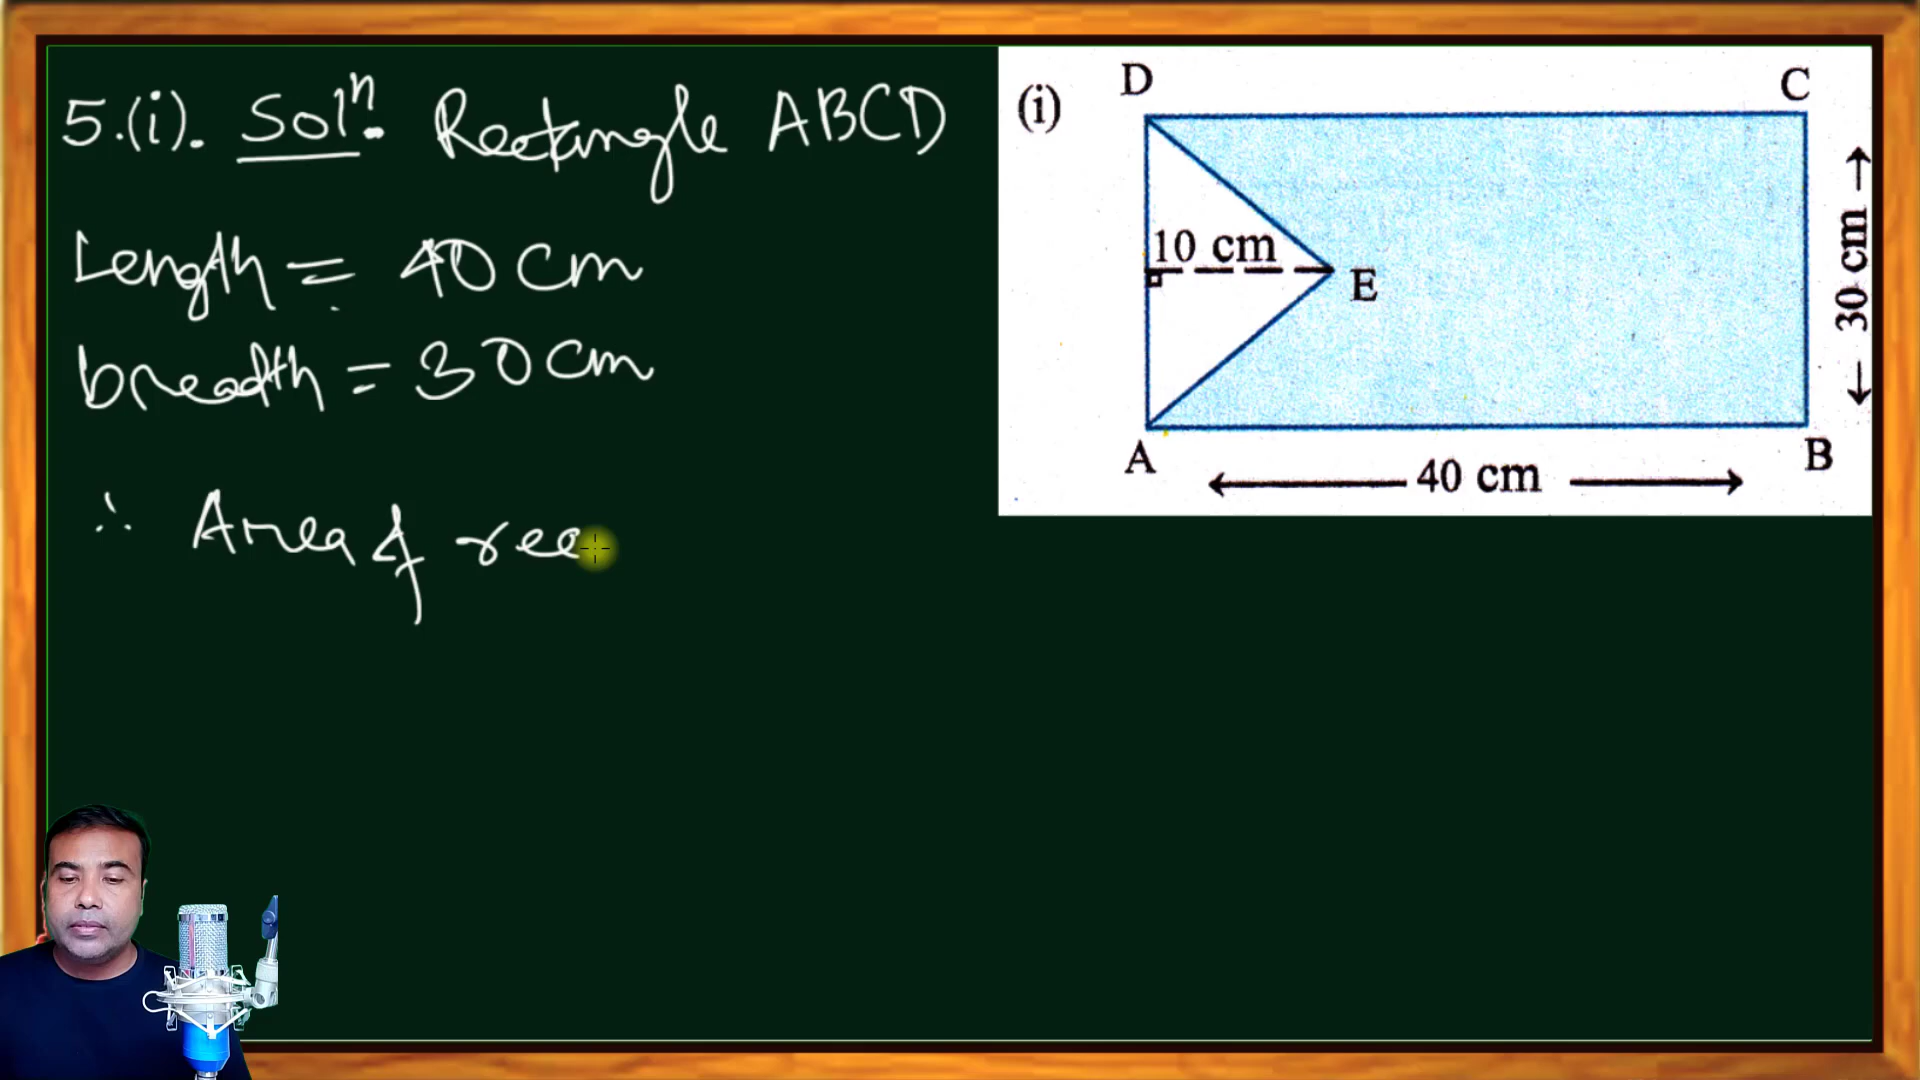 5.(i). Solⁿ. Rectangle ABCD
Length = 40 cm
breadth = 30 cm
∴ Area of rec
(i)
D
C
10 cm
E
30 cm
A
B
40 cm